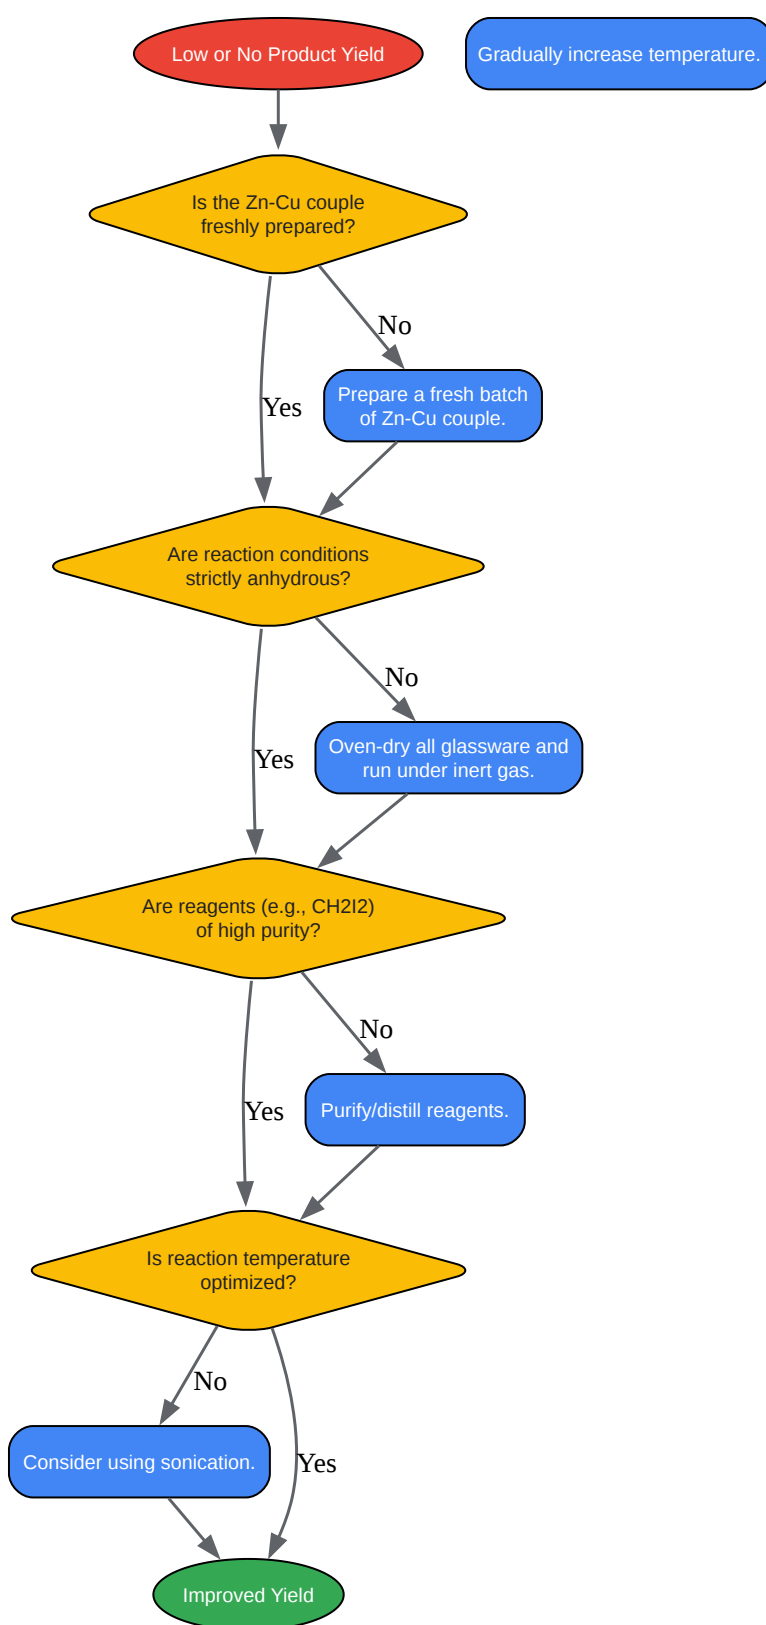 Low or No Product Yield
Gradually increase temperature.
Is the Zn-Cu couple
freshly prepared?
No
Prepare a fresh batch
of Zn-Cu couple.
Yes
Are reaction conditions
strictly anhydrous?
No
Oven-dry all glassware and
run under inert gas.
Yes
Are reagents (e.g., CH2I2)
of high purity?
No
Purify/distill reagents.
Yes
Is reaction temperature
optimized?
No
Consider using sonication.
Yes
Improved Yield